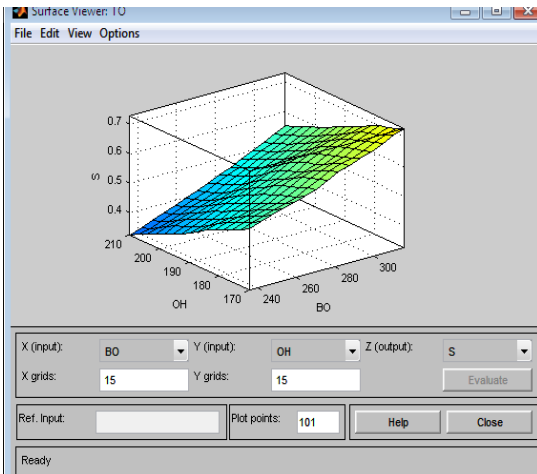 Surface Viewer: TO
File Edit View Options
0.7
0.6
0.5
0.4
S
210
200
190
180
170
OH
240
260
280
300
BO
X (input): BO Y (input): OH Z (output): S
X grids: 15 Y grids: 15 Evaluate
Ref. Input: Plot points: 101 Help Close
Ready